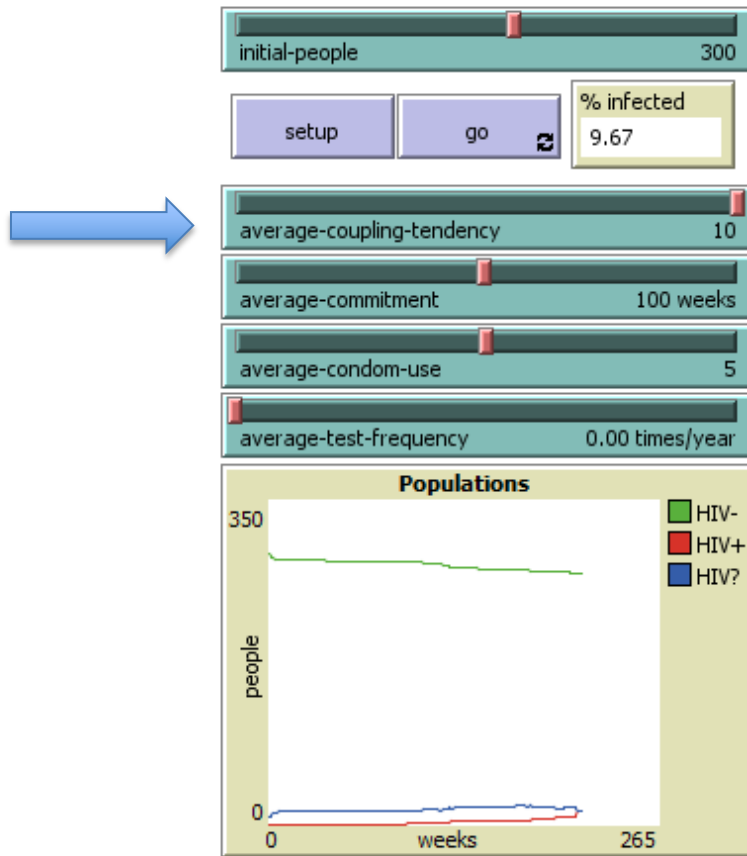 initial-people 300
setup go % infected
9.67
average-coupling-tendency 10
average-commitment 100 weeks
average-condom-use 5
average-test-frequency 0.00 times/year
Populations
350
HIV-
HIV+
HIV?
people
0
0 weeks 265